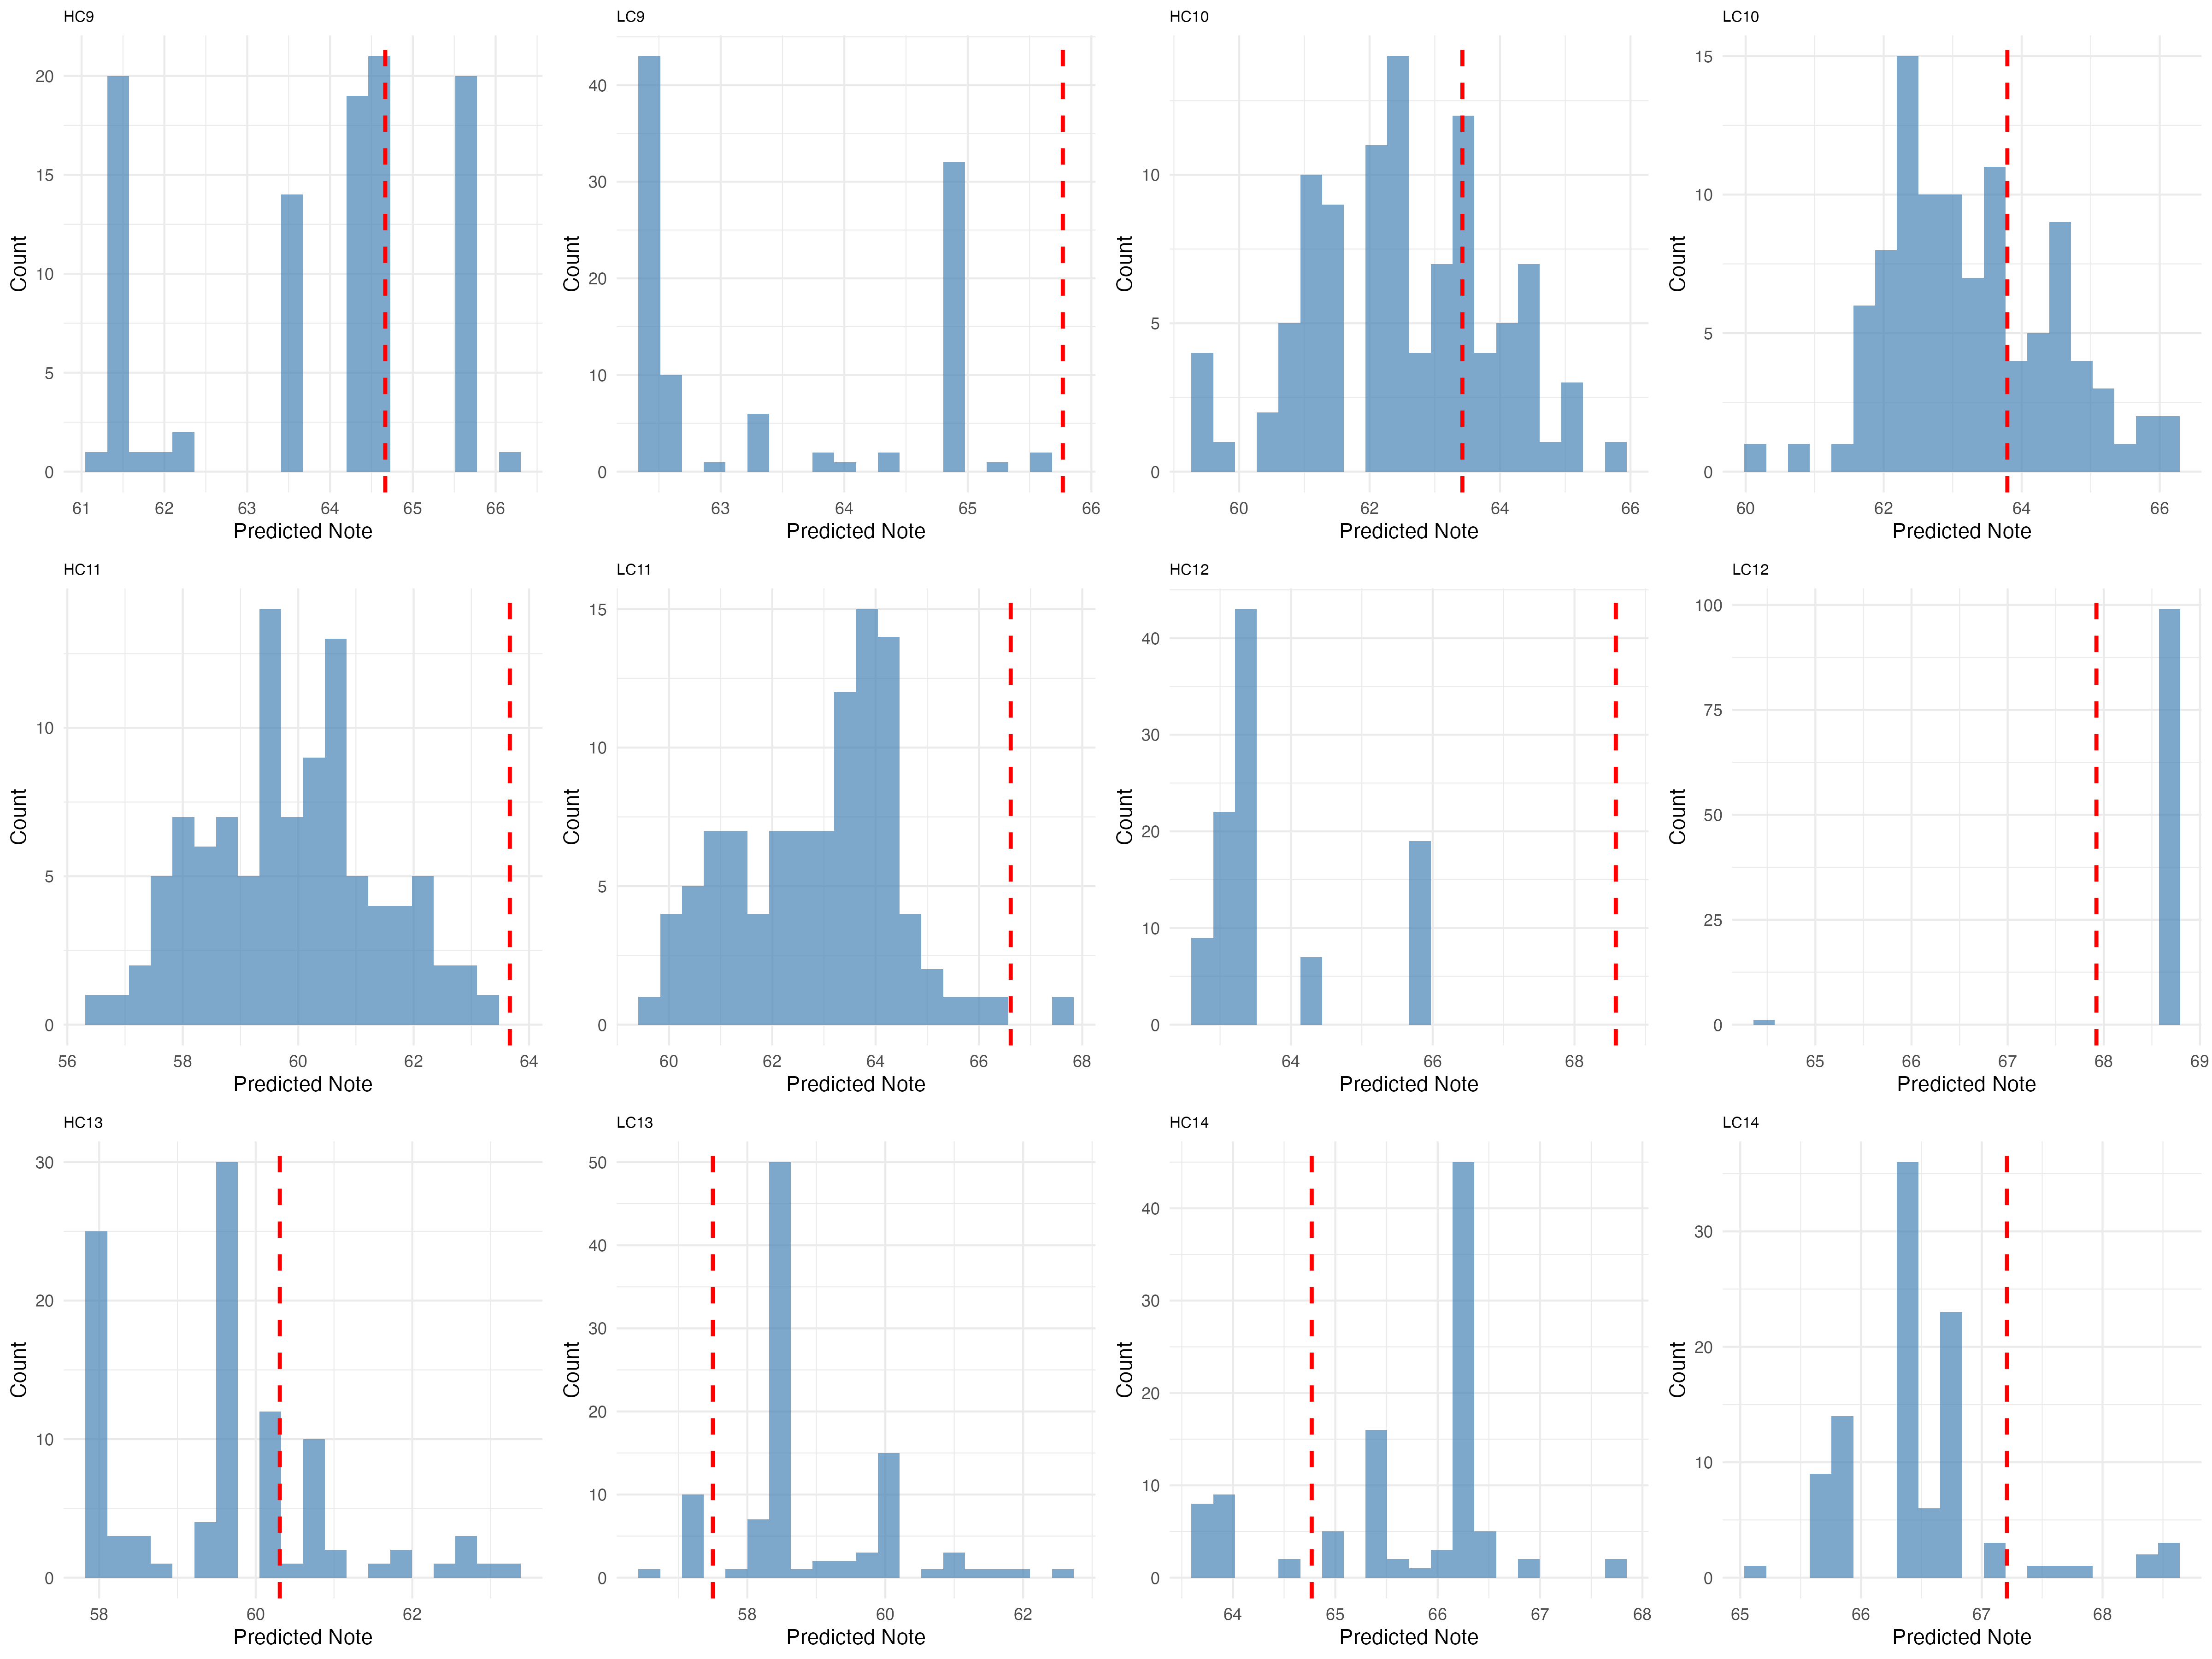 HC9
20
15
10
5
0
Count
61 62 63 64 65 66
Predicted Note
LC9
40
30
20
10
0
Count
63 64 65 66
Predicted Note
HC10
10
5
0
Count
60 62 64 66
Predicted Note
LC10
15
10
5
0
Count
60 62 64 66
Predicted Note
HC11
10
5
0
Count
56 58 60 62 64
Predicted Note
LC11
15
10
5
0
Count
60 62 64 66 68
Predicted Note
HC12
40
30
20
10
0
Count
64 66 68
Predicted Note
LC12
100
75
50
25
0
Count
65 66 67 68 69
Predicted Note
HC13
30
20
10
0
Count
58 60 62
Predicted Note
LC13
50
40
30
20
10
0
Count
58 60 62
Predicted Note
HC14
40
30
20
10
0
Count
64 65 66 67 68
Predicted Note
LC14
30
20
10
0
Count
65 66 67 68
Predicted Note